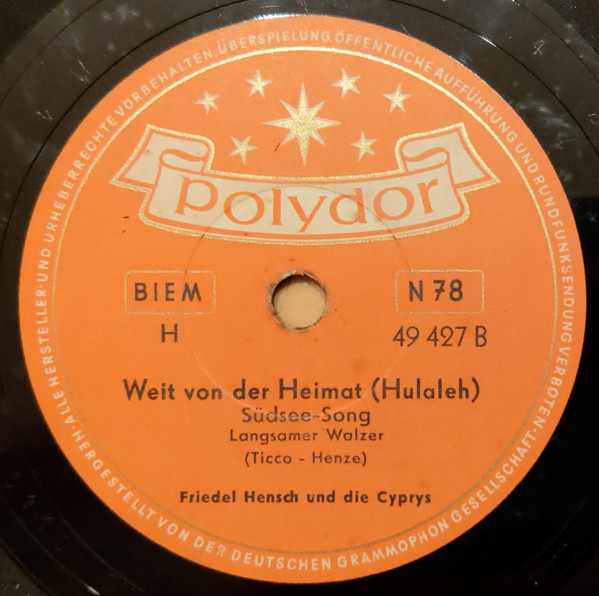 ALLE HERSTELLER- UND URHEBERRECHTE VORBEHALTEN, ÜBERSPIELUNG, ÖFFENTLICHE AUFFÜHRUNG UND RUNDFUNKSENDUNG VERBOTEN ·
polydor
BIEM
N 78
H
49 427 B
Weit von der Heimat (Hulaleh)
Südsee-Song
Langsamer Walzer
(Ticco - Henze)
Friedel Hensch und die Cyprys
HERGESTELLT VON DER DEUTSCHEN GRAMMOPHON GESELLSCHAFT ·